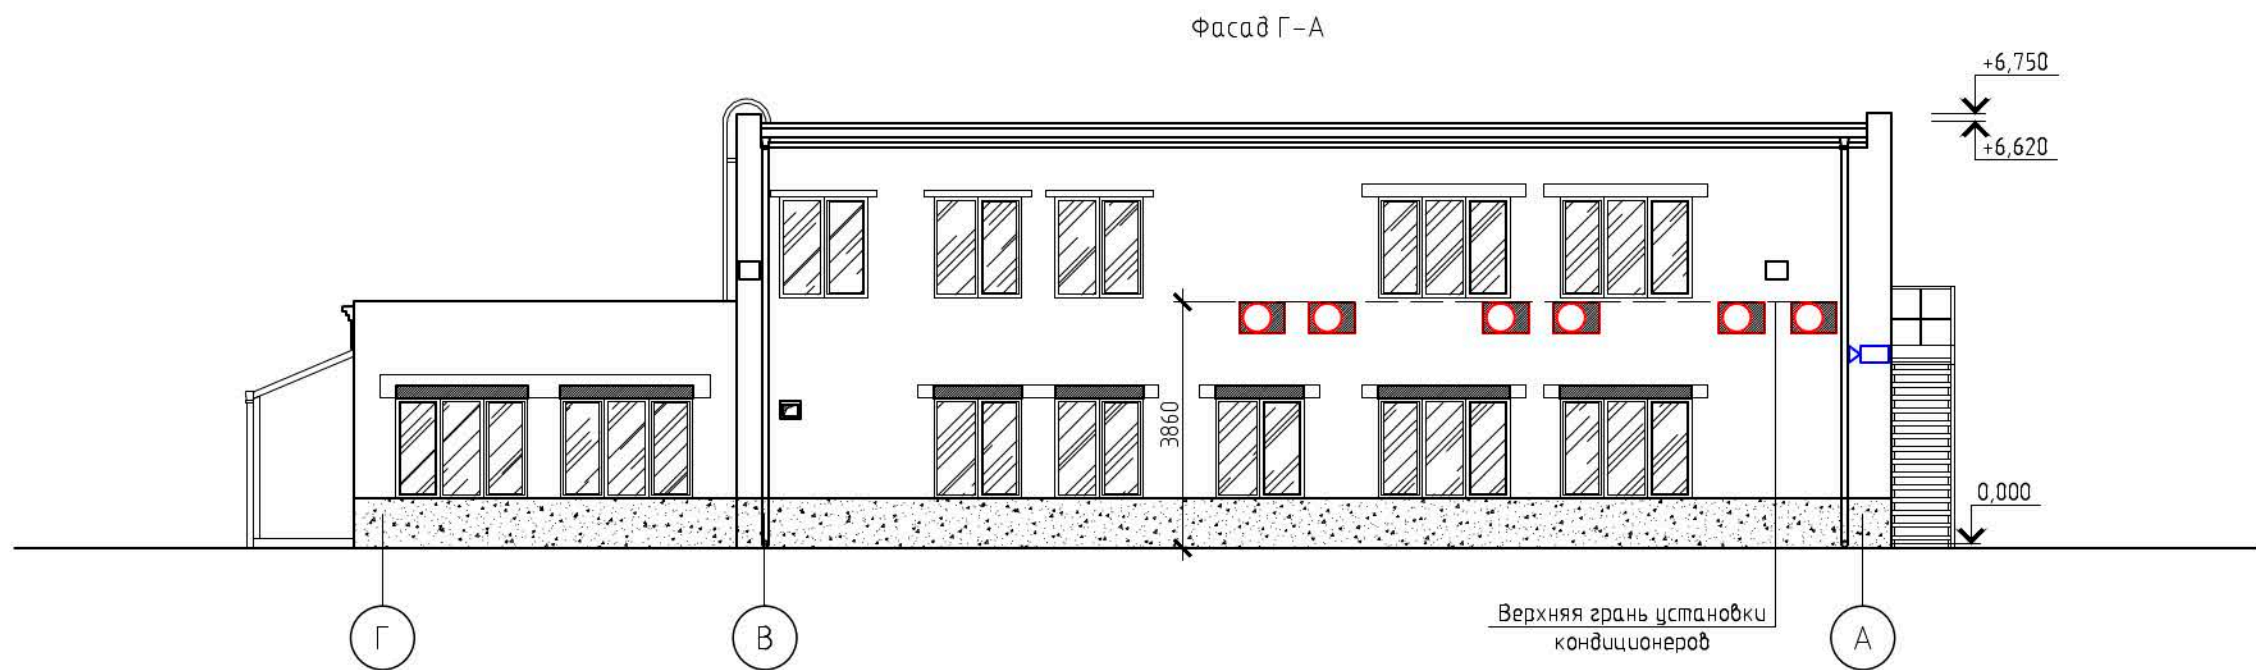 Фасад Г-А
+6,750
+6,620
3860
0,000
Верхняя грань установки
кондиционеров
Г
В
А